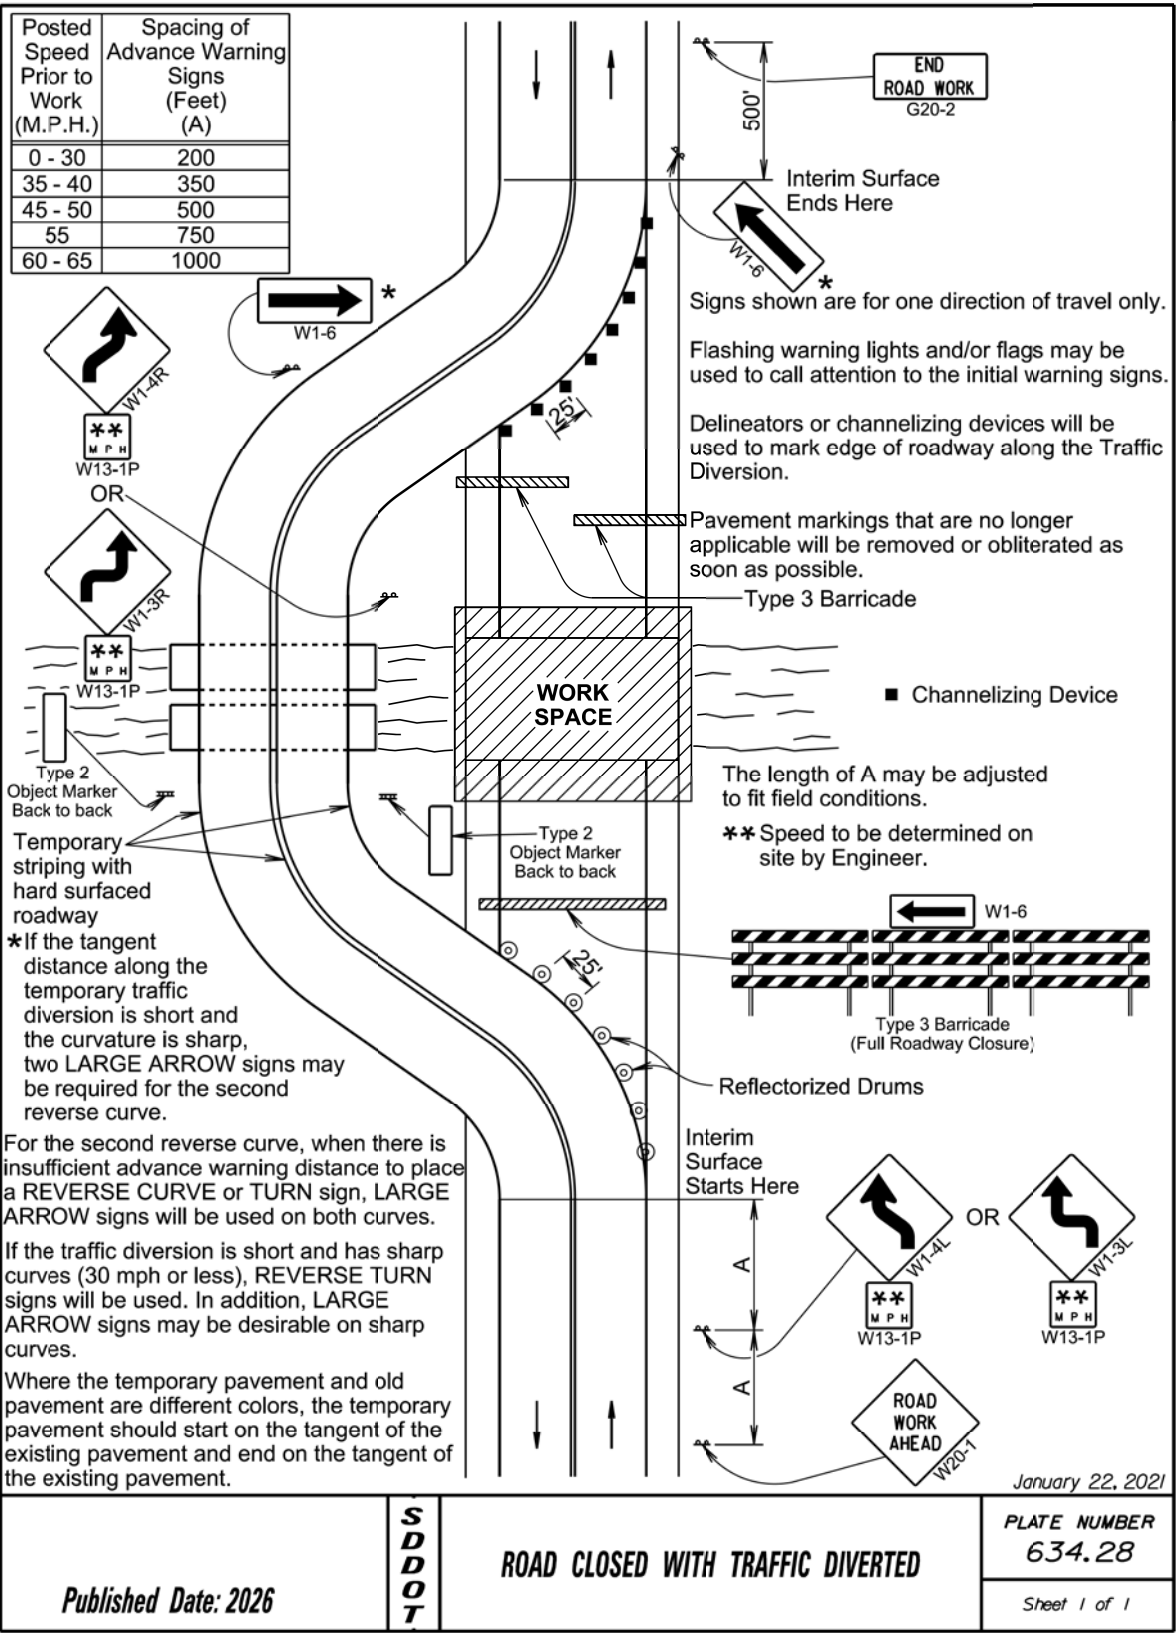 Posted
Speed
Prior to
Work
(M.P.H.)
Spacing of
Advance Warning
Signs
(Feet)
(A)
0 - 30 200
35 - 40 350
45 - 50 500
55 750
60 - 65 1000
END
ROAD WORK
G20-2
500'
Interim Surface
Ends Here
W1-6
*
W1-6
*
Signs shown are for one direction of travel only.
Flashing warning lights and/or flags may be
used to call attention to the initial warning signs.
Delineators or channelizing devices will be
used to mark edge of roadway along the Traffic
Diversion.
Pavement markings that are no longer
applicable will be removed or obliterated as
soon as possible.
Type 3 Barricade
25'
W1-4R
**
MPH
W13-1P
OR
W1-3R
**
MPH
W13-1P
WORK
SPACE
■ Channelizing Device
Type 2
Object Marker
Back to back
The length of A may be adjusted
to fit field conditions.
** Speed to be determined on
site by Engineer.
Type 2
Object Marker
Back to back
Temporary
striping with
hard surfaced
roadway
W1-6
Type 3 Barricade
(Full Roadway Closure)
25'
Reflectorized Drums
*If the tangent
distance along the
temporary traffic
diversion is short and
the curvature is sharp,
two LARGE ARROW signs may
be required for the second
reverse curve.
For the second reverse curve, when there is
insufficient advance warning distance to place
a REVERSE CURVE or TURN sign, LARGE
ARROW signs will be used on both curves.
If the traffic diversion is short and has sharp
curves (30 mph or less), REVERSE TURN
signs will be used. In addition, LARGE
ARROW signs may be desirable on sharp
curves.
Where the temporary pavement and old
pavement are different colors, the temporary
pavement should start on the tangent of the
existing pavement and end on the tangent of
the existing pavement.
Interim
Surface
Starts Here
A
A
W1-4L
**
MPH
W13-1P
OR
W1-3L
**
MPH
W13-1P
ROAD
WORK
AHEAD
W20-1
January 22, 2021
Published Date: 2026
SDDOT
ROAD CLOSED WITH TRAFFIC DIVERTED
PLATE NUMBER
634.28
Sheet 1 of 1